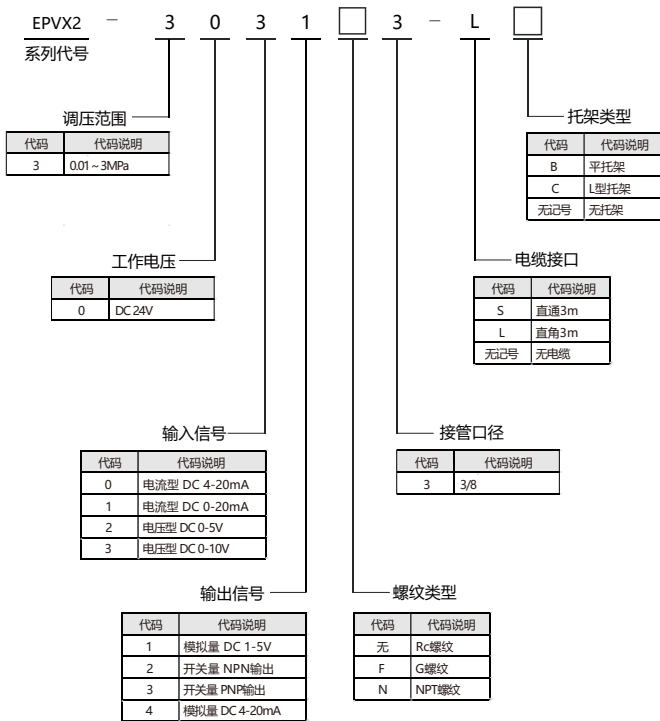 EPVX2 - 3 0 3 1 □ 3 - L □
系列代号
调压范围
代码 代码说明
3 0.01~3MPa
托架类型
代码 代码说明
B 平托架
C L型托架
无记号 无托架
工作电压
代码 代码说明
0 DC 24V
电缆接口
代码 代码说明
S 直通3m
L 直角3m
无记号 无电缆
输入信号
代码 代码说明
0 电流型 DC 4-20mA
1 电流型 DC 0-20mA
2 电压型 DC 0-5V
3 电压型 DC 0-10V
接管口径
代码 代码说明
3 3/8
输出信号
代码 代码说明
1 模拟量 DC 1-5V
2 开关量 NPN输出
3 开关量 PNP输出
4 模拟量 DC 4-20mA
螺纹类型
代码 代码说明
无 Rc螺纹
F G螺纹
N NPT螺纹